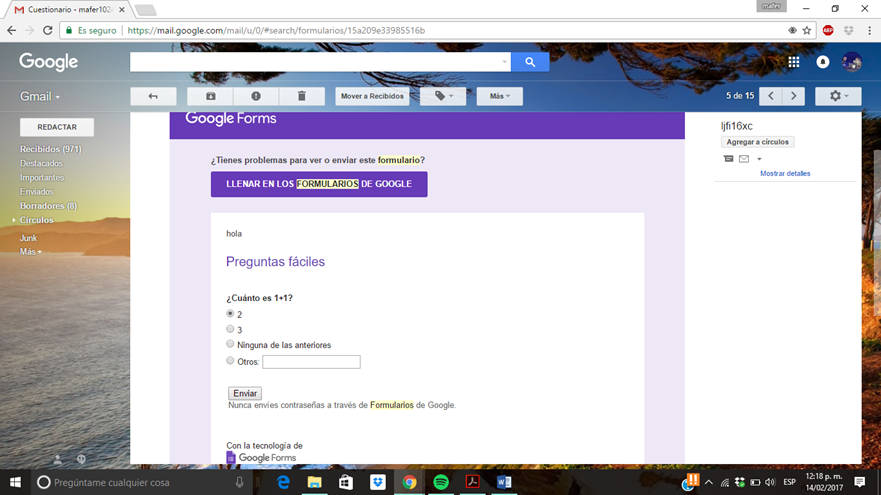 Cuestionario - mafer102
mafer
Es seguro
https://mail.google.com/mail/u/0/#search/formularios/15a209e33985516b
ABP
Google
Gmail
Mover a Recibidos
Más
5 de 15
REDACTAR
Recibidos (971)
Destacados
Importantes
Enviados
Borradores (8)
Círculos
Junk
Más
Google Forms
¿Tienes problemas para ver o enviar este formulario?
LLENAR EN LOS FORMULARIOS DE GOOGLE
hola
Preguntas fáciles
¿Cuánto es 1+1?
2
3
Ninguna de las anteriores
Otros:
Enviar
Nunca envíes contraseñas a través de Formularios de Google.
Con la tecnología de
Google Forms
ljfi16xc
Agregar a círculos
Mostrar detalles
Pregúntame cualquier cosa
ESP
12:18 p. m.
14/02/2017